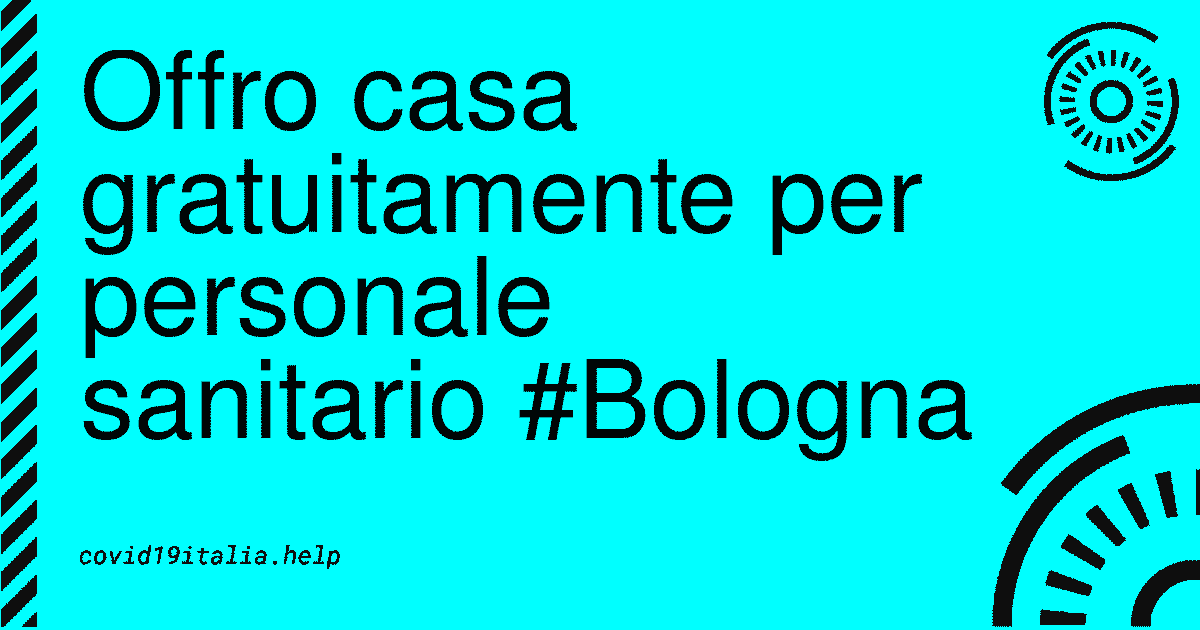 Offro casa
gratuitamente per
personale
sanitario #Bologna
covid19italia.help